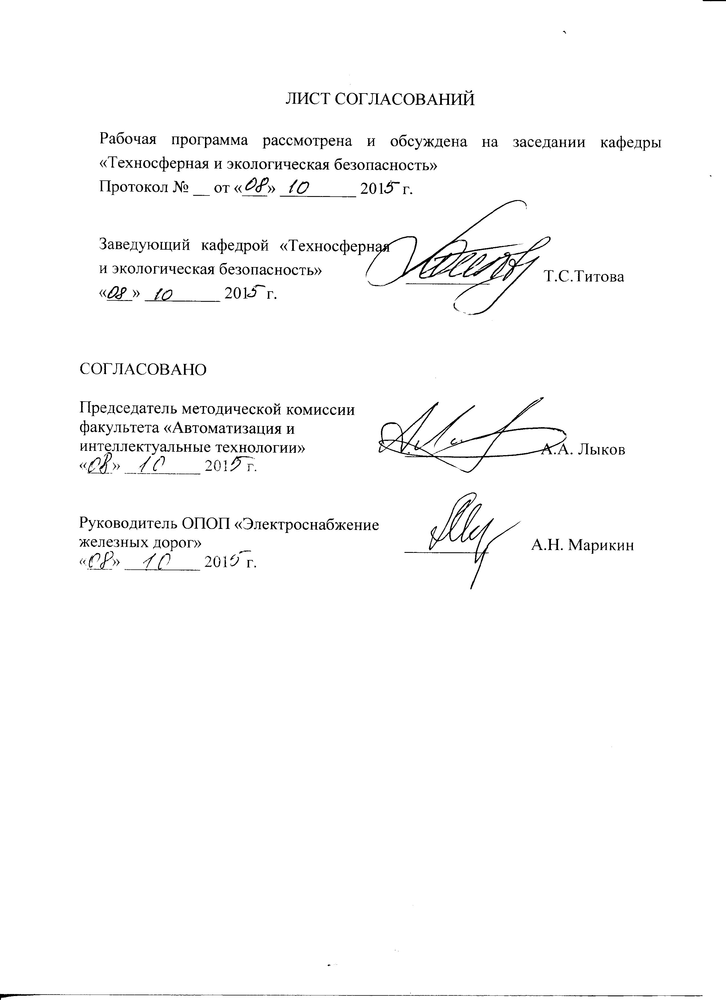 ЛИСТ СОГЛАСОВАНИЙ
Рабочая программа рассмотрена и обсуждена на заседании кафедры
«Техносферная и экологическая безопасность»
Протокол № __ от «08» 10 2015 г.
Заведующий кафедрой «Техносферная
и экологическая безопасность»
Т.С.Титова
«08» 10 2015 г.
СОГЛАСОВАНО
Председатель методической комиссии
факультета «Автоматизация и
интеллектуальные технологии»
А.А. Лыков
«08» 10 2015 г.
Руководитель ОПОП «Электроснабжение
железных дорог»
А.Н. Марикин
«08» 10 2015 г.